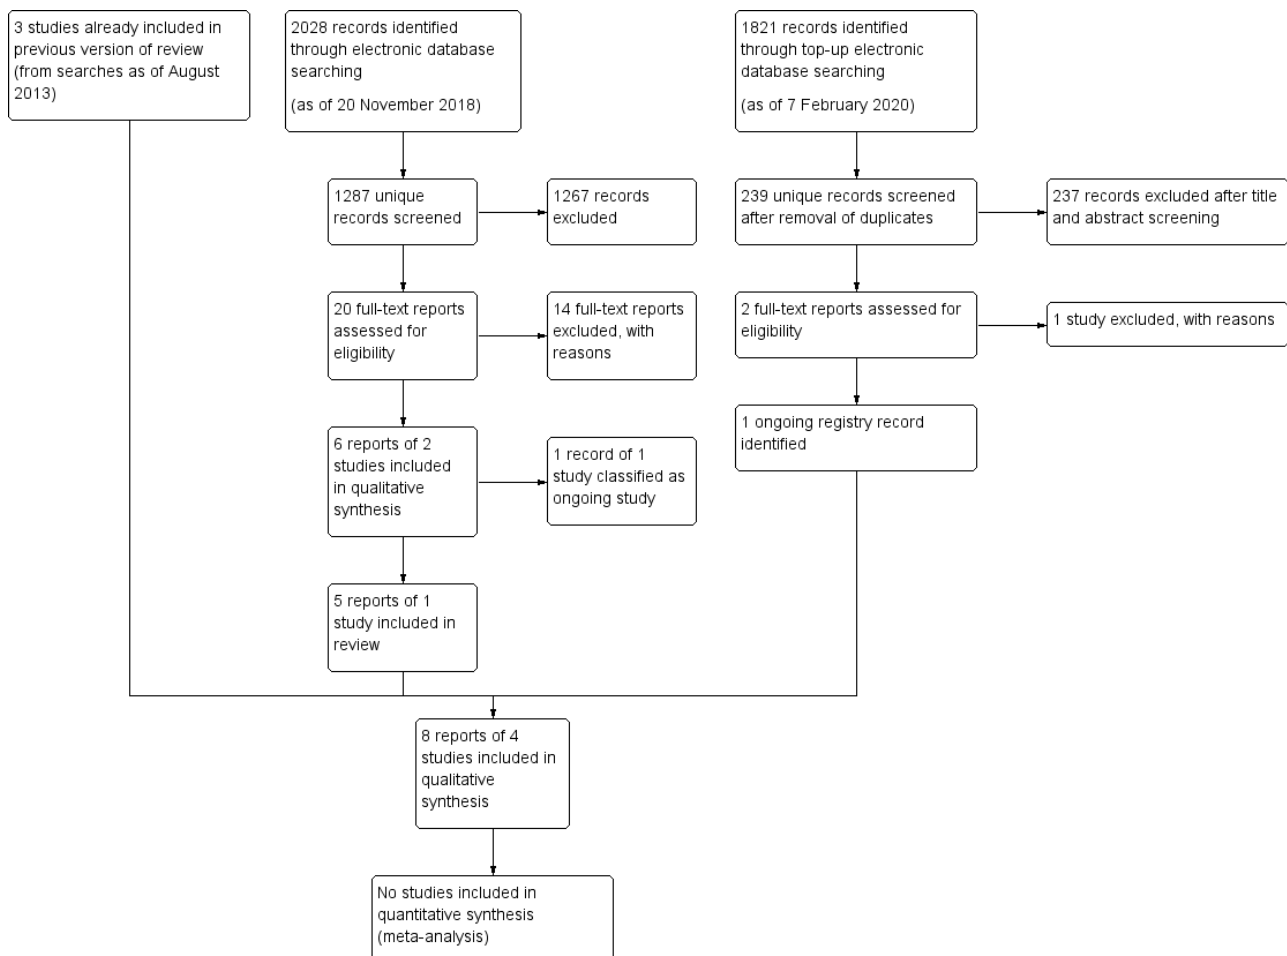 3 studies already included in
previous version of review
(from searches as of August
2013)
2028 records identified
through electronic database
searching
(as of 20 November 2018)
1821 records identified
through top-up electronic
database searching
(as of 7 February 2020)
1287 unique
records screened
1267 records
excluded
239 unique records screened
after removal of duplicates
237 records excluded after title
and abstract screening
20 full-text reports
assessed for
eligibility
14 full-text reports
excluded, with
reasons
2 full-text reports assessed for
eligibility
1 study excluded, with reasons
6 reports of 2
studies included
in qualitative
synthesis
1 record of 1
study classified as
ongoing study
1 ongoing registry record
identified
5 reports of 1
study included in
review
8 reports of 4
studies included in
qualitative
synthesis
No studies included in
quantitative synthesis
(meta-analysis)